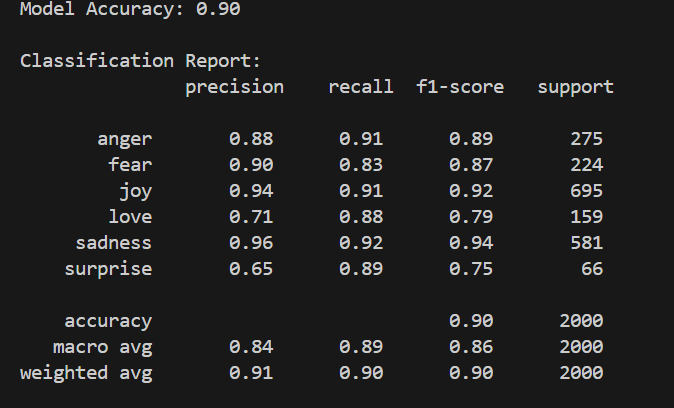 Model Accuracy: 0.90
Classification Report:
precision recall f1-score support
anger 0.88 0.91 0.89 275
fear 0.90 0.83 0.87 224
joy 0.94 0.91 0.92 695
love 0.71 0.88 0.79 159
sadness 0.96 0.92 0.94 581
surprise 0.65 0.89 0.75 66
accuracy 0.90 2000
macro avg 0.84 0.89 0.86 2000
weighted avg 0.91 0.90 0.90 2000